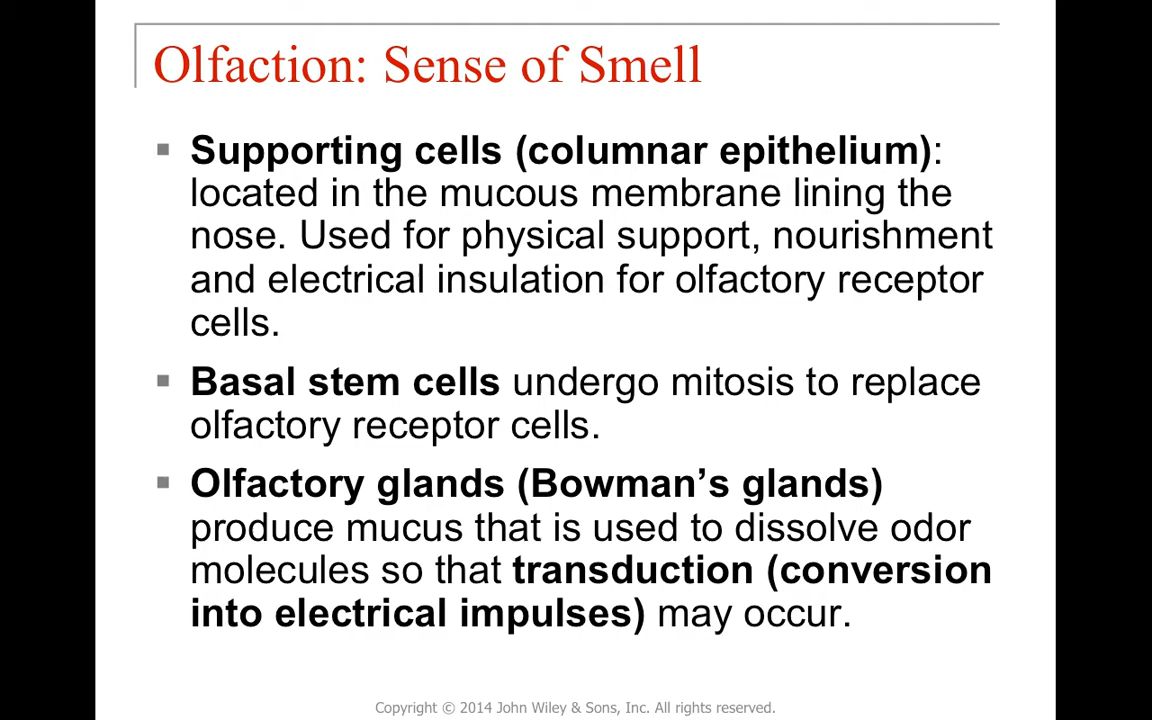 Olfaction: Sense of Smell
▪ Supporting cells (columnar epithelium):
located in the mucous membrane lining the
nose. Used for physical support, nourishment
and electrical insulation for olfactory receptor
cells.
▪ Basal stem cells undergo mitosis to replace
olfactory receptor cells.
▪ Olfactory glands (Bowman’s glands)
produce mucus that is used to dissolve odor
molecules so that transduction (conversion
into electrical impulses) may occur.
Copyright © 2014 John Wiley & Sons, Inc. All rights reserved.